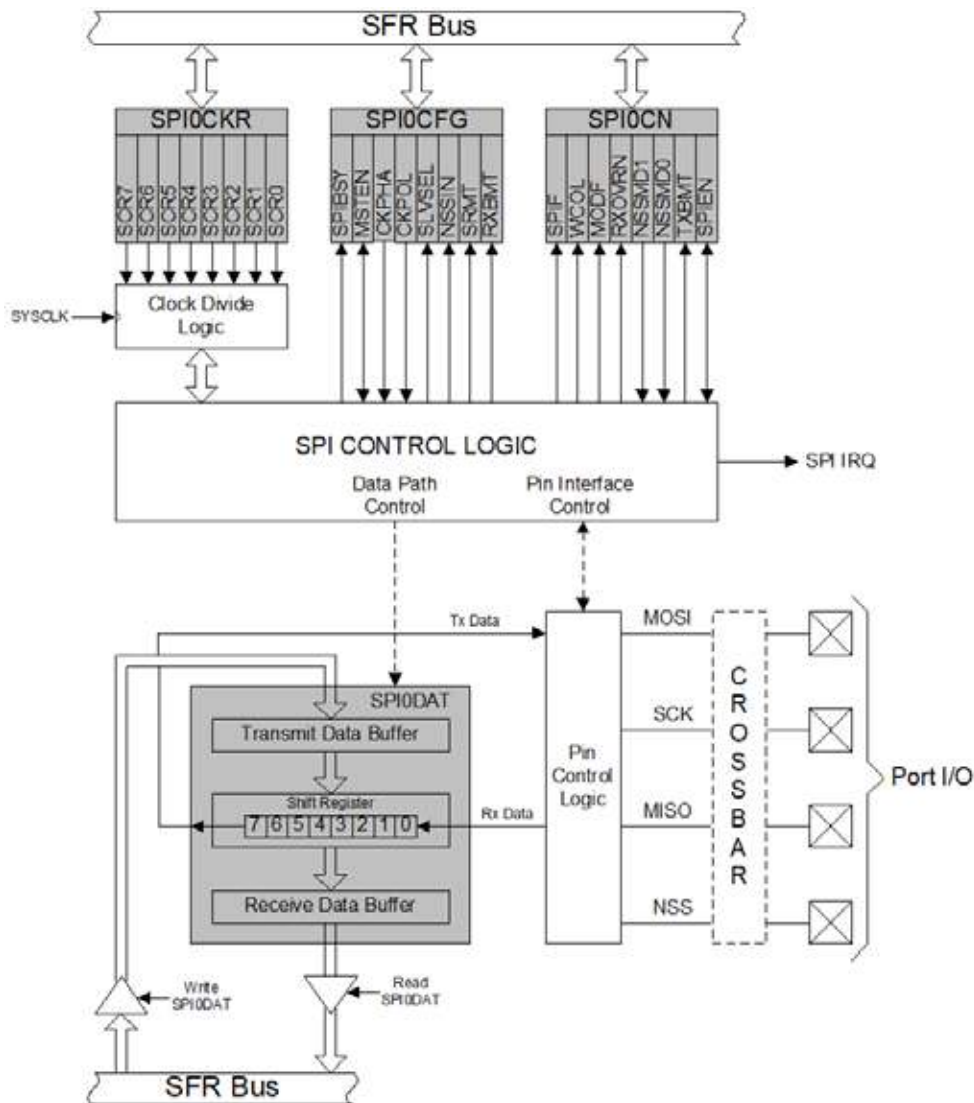 SFR Bus
SPI0CKR
SPI0CFG
SPI0CN
SCR7
SCR6
SCR5
SCR4
SCR3
SCR2
SCR1
SCR0
SPIBSY
MSTEN
CKPHA
CKPOL
SLVSEL
NSSIN
SRMT
RXBMT
SPIF
WCOL
MODF
RXOVRN
NSSMD1
NSSMD0
TXBMT
SPIEN
SYSCLK
Clock Divide
Logic
SPI CONTROL LOGIC
SPI IRQ
Data Path
Control
Pin Interface
Control
Tx Data
MOSI
SPI0DAT
Transmit Data Buffer
SCK
Pin
Control
Logic
CROSSBAR
Port I/O
Shift Register
7 6 5 4 3 2 1 0
Rx Data
MISO
Receive Data Buffer
NSS
Write
SPI0DAT
Read
SPI0DAT
SFR Bus